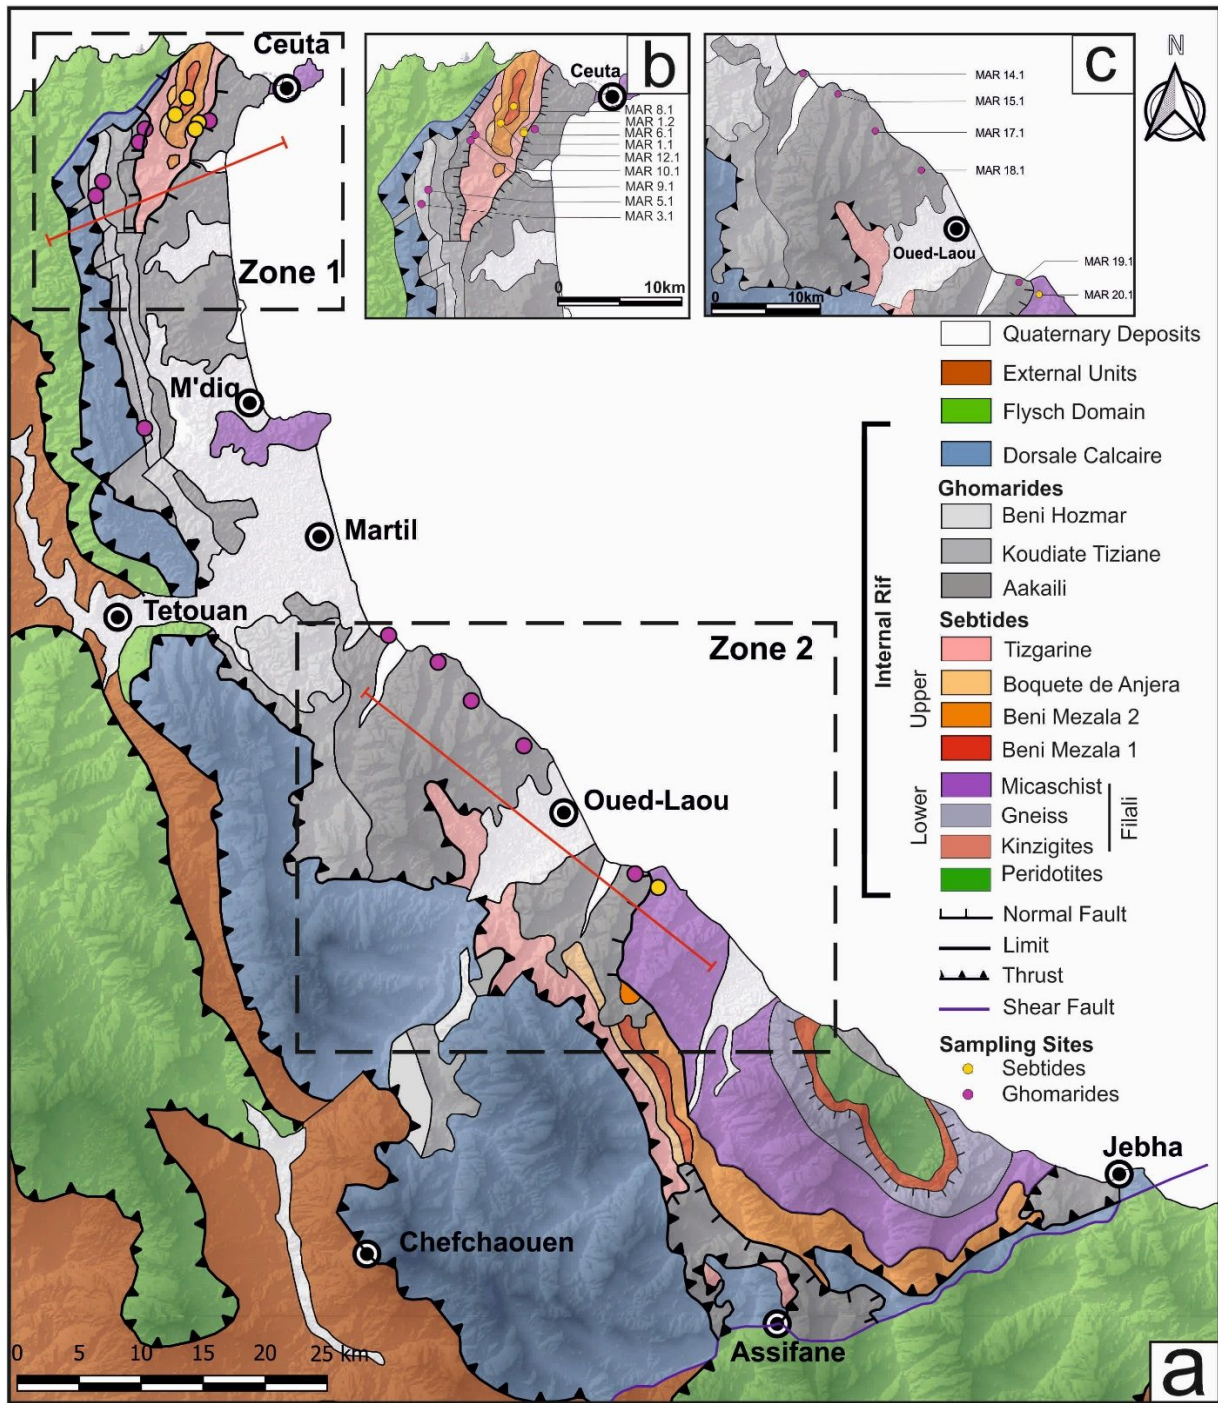 Ceuta
Zone 1
M'diq
Martil
Tetouan
Zone 2
Oued-Laou
Chefchaouen
Jebha
Assifane
0 5 10 15 20 25 km
a
b
Ceuta
MAR 8.1
MAR 1.2
MAR 6.1
MAR 1.1
MAR 12.1
MAR 10.1
MAR 9.1
MAR 5.1
MAR 3.1
0 10km
c
MAR 14.1
MAR 15.1
MAR 17.1
MAR 18.1
Oued-Laou
MAR 19.1
MAR 20.1
0 10km
N
Quaternary Deposits
External Units
Flysch Domain
Dorsale Calcaire
Ghomarides
Beni Hozmar
Koudiate Tiziane
Aakaili
Sebtides
Tizgarine
Boquete de Anjera
Beni Mezala 2
Beni Mezala 1
Micaschist
Gneiss
Kinzigites
Peridotites
Internal Rif
Upper
Lower
Filali
Normal Fault
Limit
Thrust
Shear Fault
Sampling Sites
Sebtides
Ghomarides